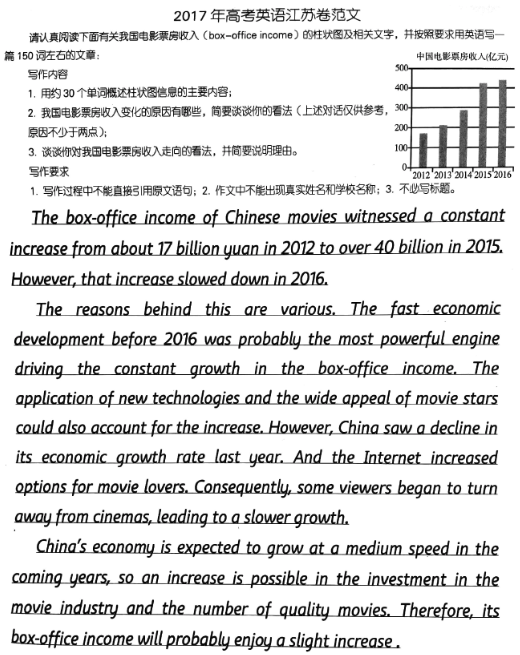 2017年高考英语江苏卷范文
请认真阅读下面有关我国电影票房收入（box-office income）的柱状图及相关文字，并按照要求用英语写一
篇150词左右的文章：
中国电影票房收入(亿元)
写作内容
500
1. 用约30个单词概述柱状图信息的主要内容；
400
2. 我国电影票房收入变化的原因有哪些，简要谈谈你的看法（上述对话仅供参考，
300
原因不少于两点）；
200
100
3. 谈谈你对我国电影票房收入走向的看法，并简要说明理由。
0
写作要求
2012 2013 2014 2015 2016
1. 写作过程中不能直接引用原文语句；2. 作文中不能出现真实姓名和学校名称；3. 不必写标题。
The box-office income of Chinese movies witnessed a constant
increase from about 17 billion yuan in 2012 to over 40 billion in 2015.
However, that increase slowed down in 2016.
The reasons behind this are various. The fast economic
development before 2016 was probably the most powerful engine
driving the constant growth in the box-office income. The
application of new technologies and the wide appeal of movie stars
could also account for the increase. However, China saw a decline in
its economic growth rate last year. And the Internet increased
options for movie lovers. Consequently, some viewers began to turn
away from cinemas, leading to a slower growth.
China's economy is expected to grow at a medium speed in the
coming years, so an increase is possible in the investment in the
movie industry and the number of quality movies. Therefore, its
box-office income will probably enjoy a slight increase .